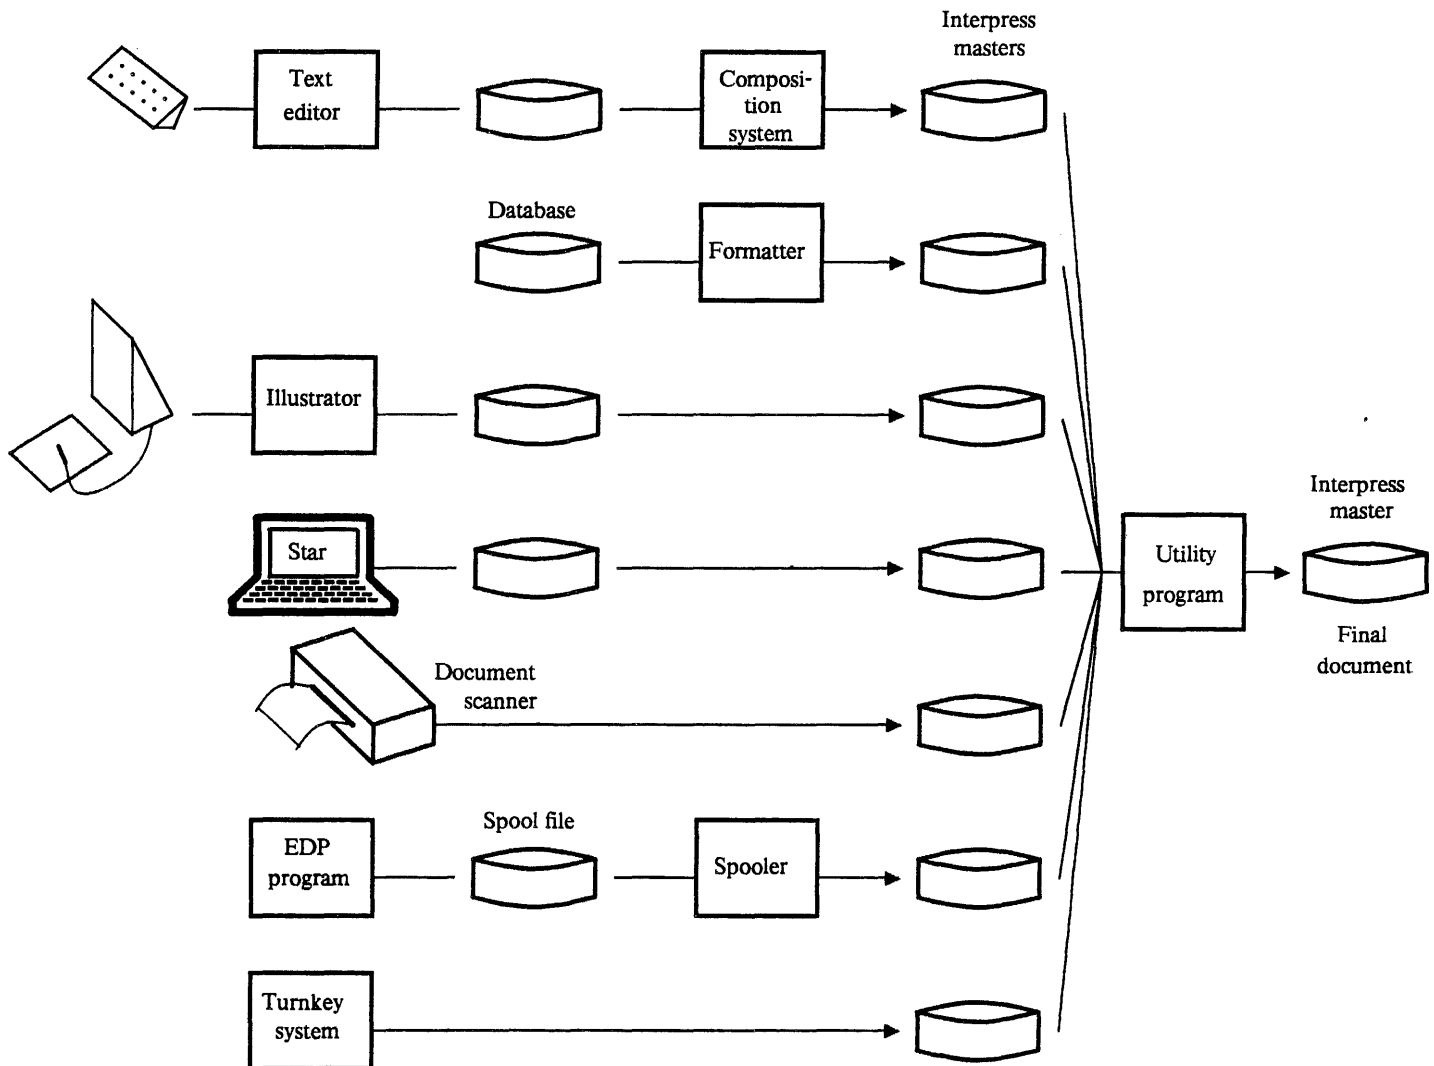 Interpress
masters
Text
editor
Composi-
tion
system
Database
Formatter
Illustrator
Star
Interpress
master
Utility
program
Final
document
Document
scanner
EDP
program
Spool file
Spooler
Turnkey
system